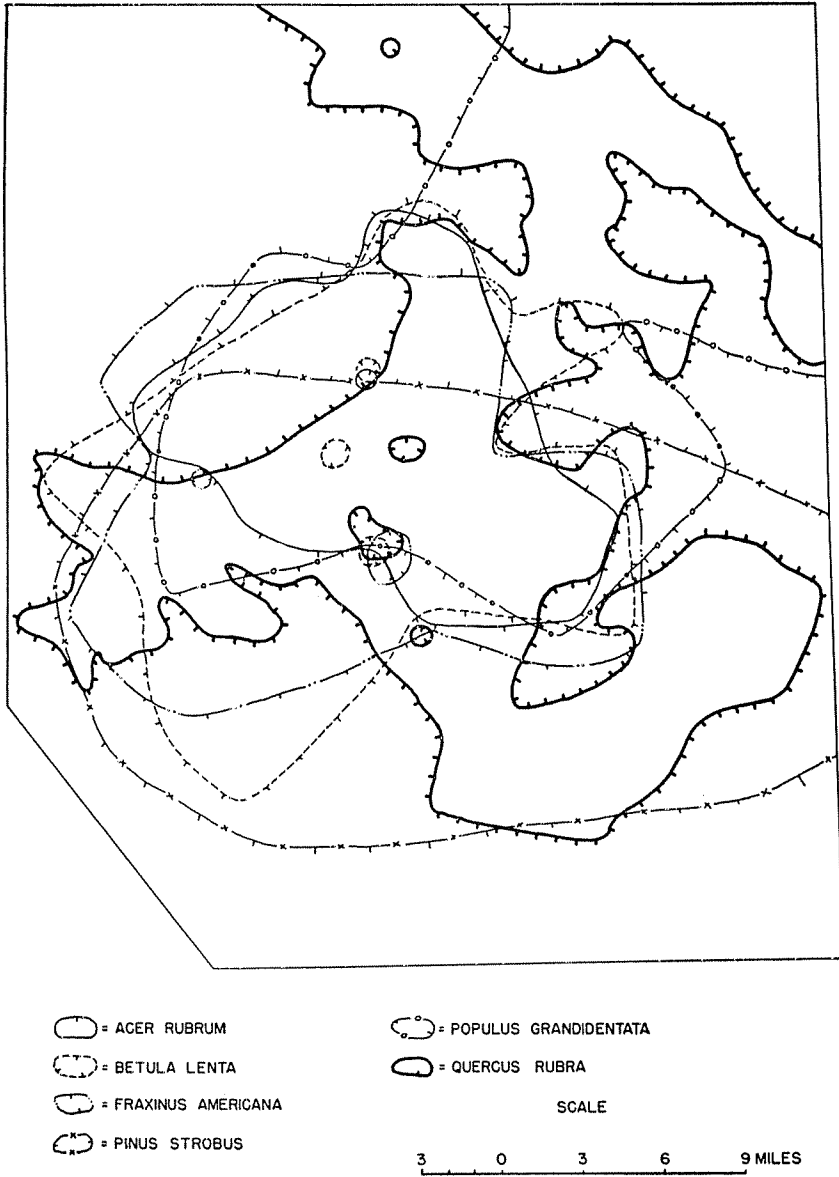 = ACER RUBRUM
= BETULA LENTA
= FRAXINUS AMERICANA
= PINUS STROBUS
= POPULUS GRANDIDENTATA
= QUERCUS RUBRA
SCALE
3 0 3 6 9 MILES